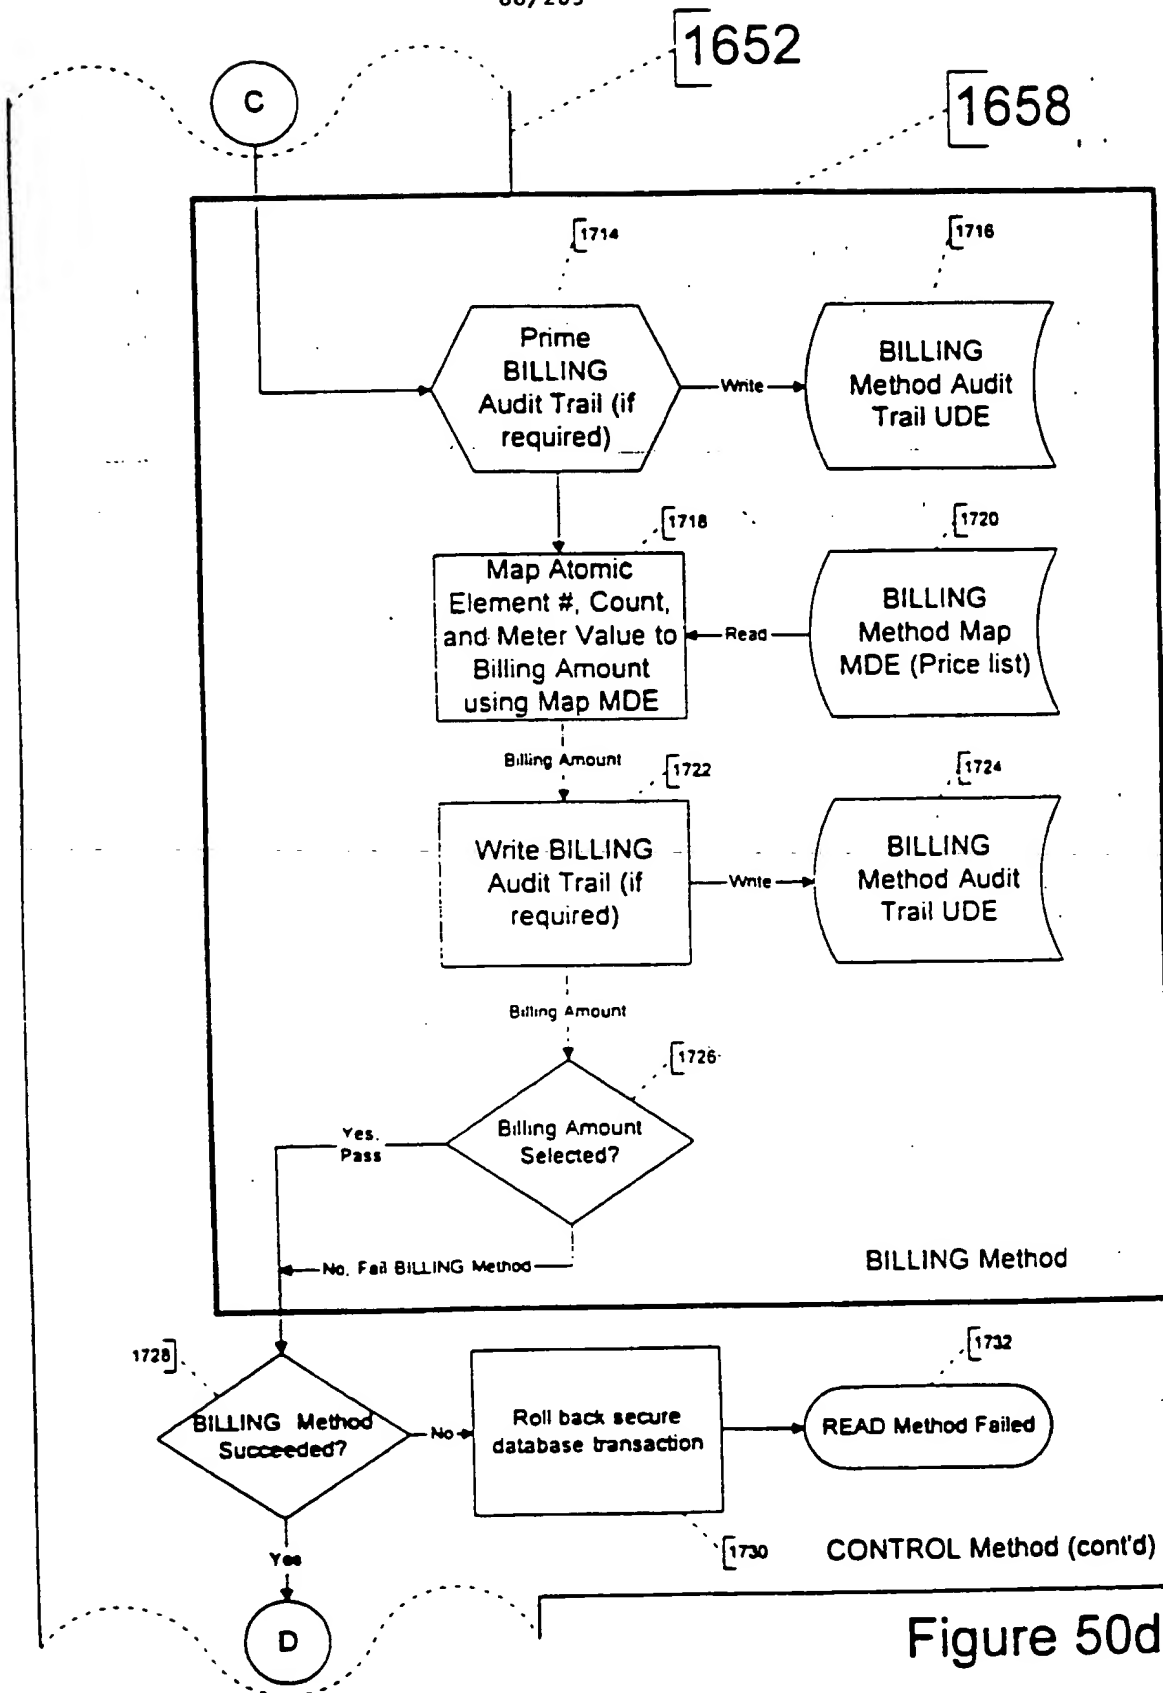 1652
C
1658
1714
1716
Prime
BILLING
Audit Trail (if
required)
Write
BILLING
Method Audit
Trail UDE
1718
1720
Map Atomic
Element #, Count,
and Meter Value to
Billing Amount
using Map MDE
Read
BILLING
Method Map
MDE (Price list)
Billing Amount
1722
1724
Write BILLING
Audit Trail (if
required)
Write
BILLING
Method Audit
Trail UDE
Billing Amount
1726
Billing Amount
Selected?
Yes.
Pass
No, Fail BILLING Method
BILLING Method
1728
1732
BILLING Method
Succeeded?
No
Roll back secure
database transaction
READ Method Failed
1730
CONTROL Method (cont'd)
Yes
D
Figure 50d